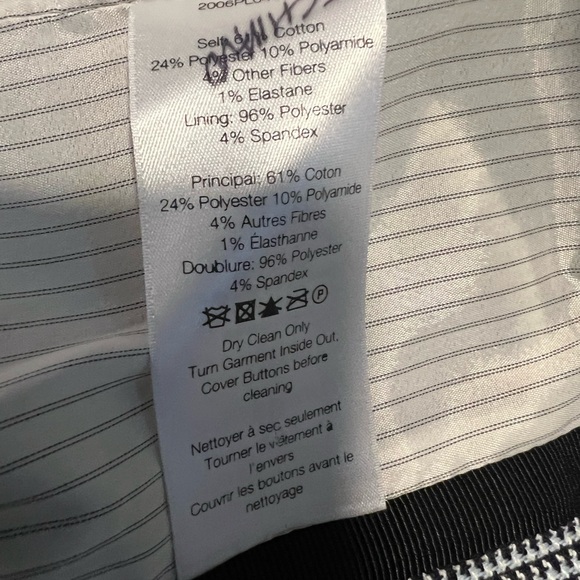 2006PL
Self: Cotton
24% Polyester 10% Polyamide
4% Other Fibers
1% Elastane
Lining: 96% Polyester
4% Spandex
Principal: 61% Coton
24% Polyester 10% Polyamide
4% Autres Fibres
1% Élasthanne
Doublure: 96% Polyester
4% Spandex
P
Dry Clean Only
Turn Garment Inside Out.
Cover Buttons before
cleaning
Nettoyer à sec seulement
Tourner le vêtement à
l'envers
Couvrir les boutons avant le
nettoyage